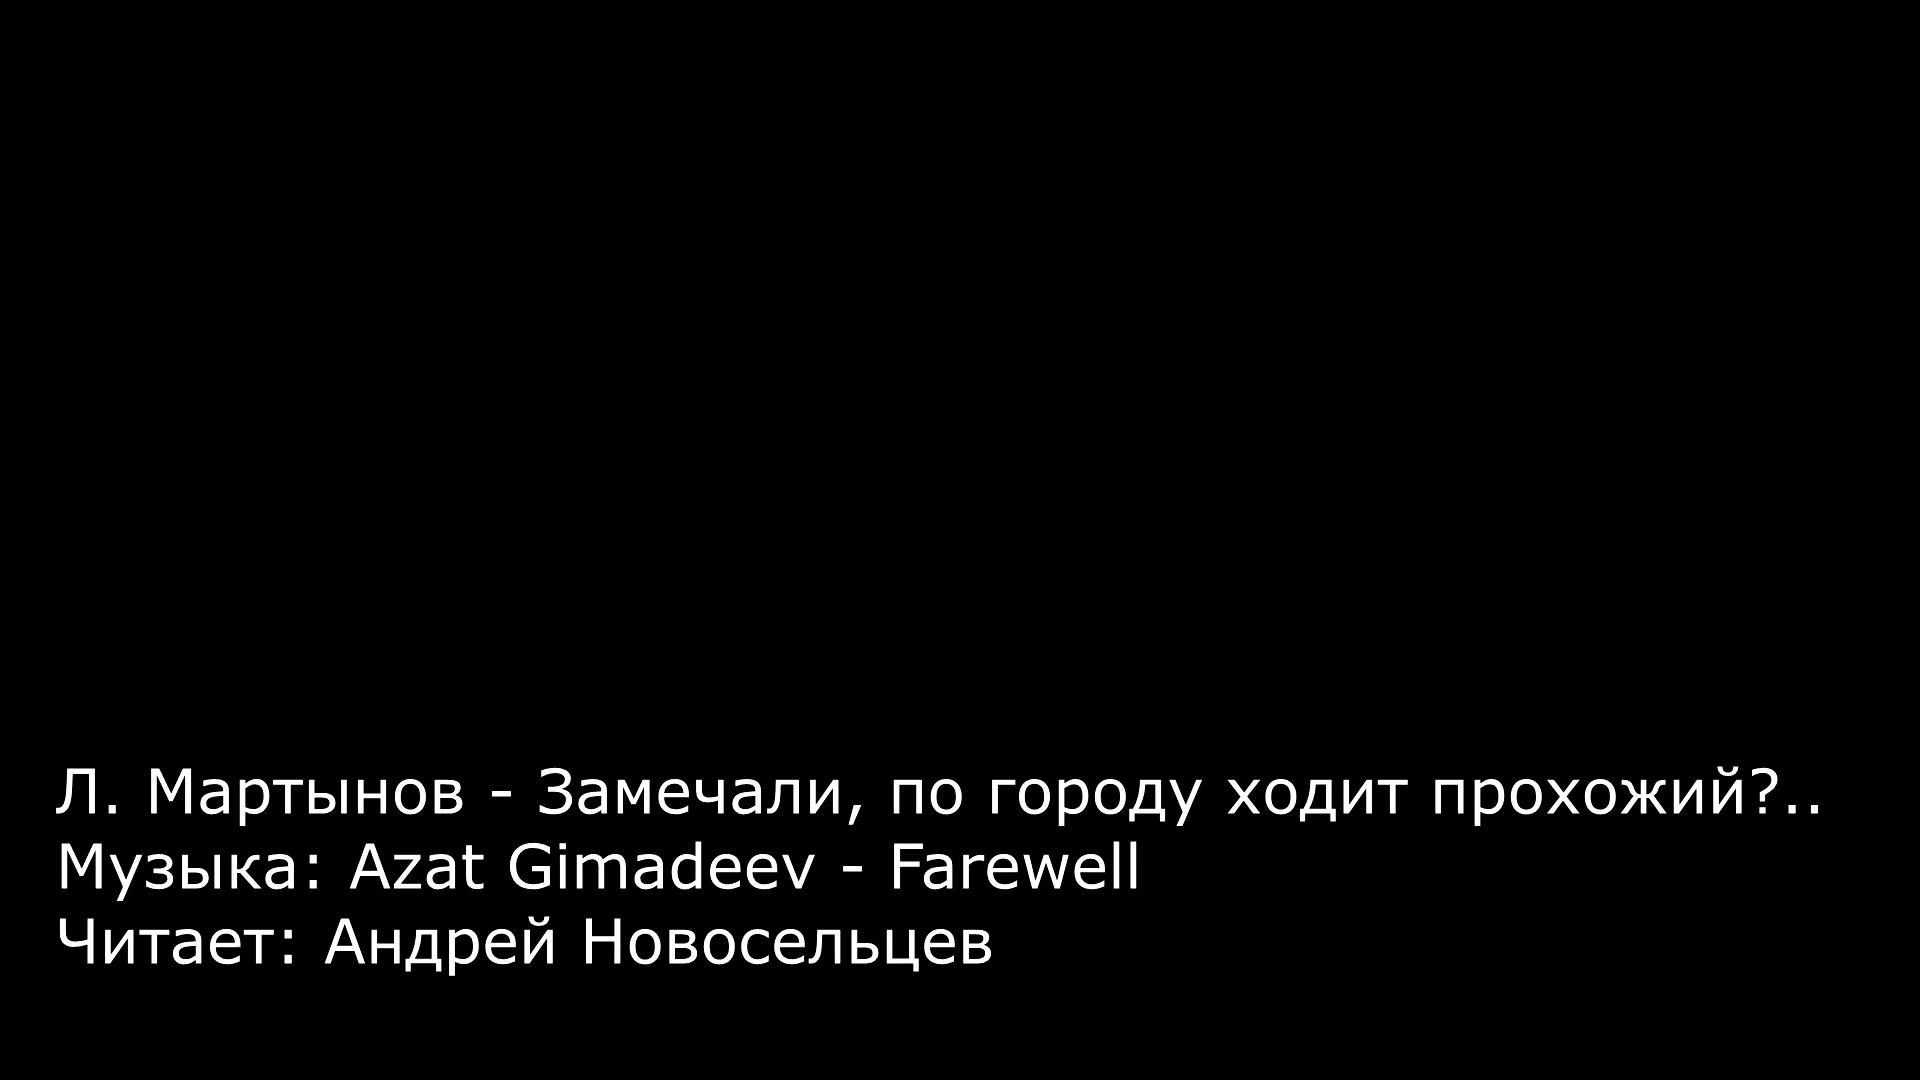 Л. Мартынов - Замечали, по городу ходит прохожий?..
Музыка: Azat Gimadeev - Farewell
Читает: Андрей Новосельцев